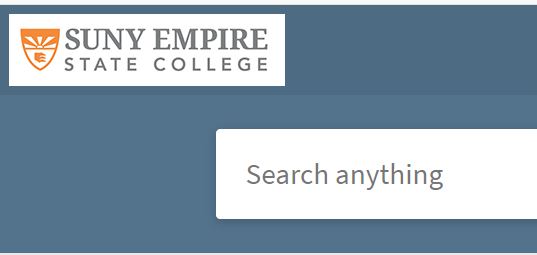 SUNY EMPIRE
STATE COLLEGE
Search anything